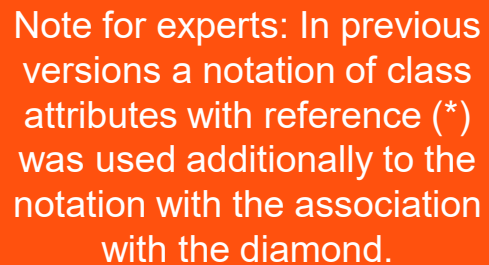 Note for experts: In previous
versions a notation of class
attributes with reference (*)
was used additionally to the
notation with the association
with the diamond.